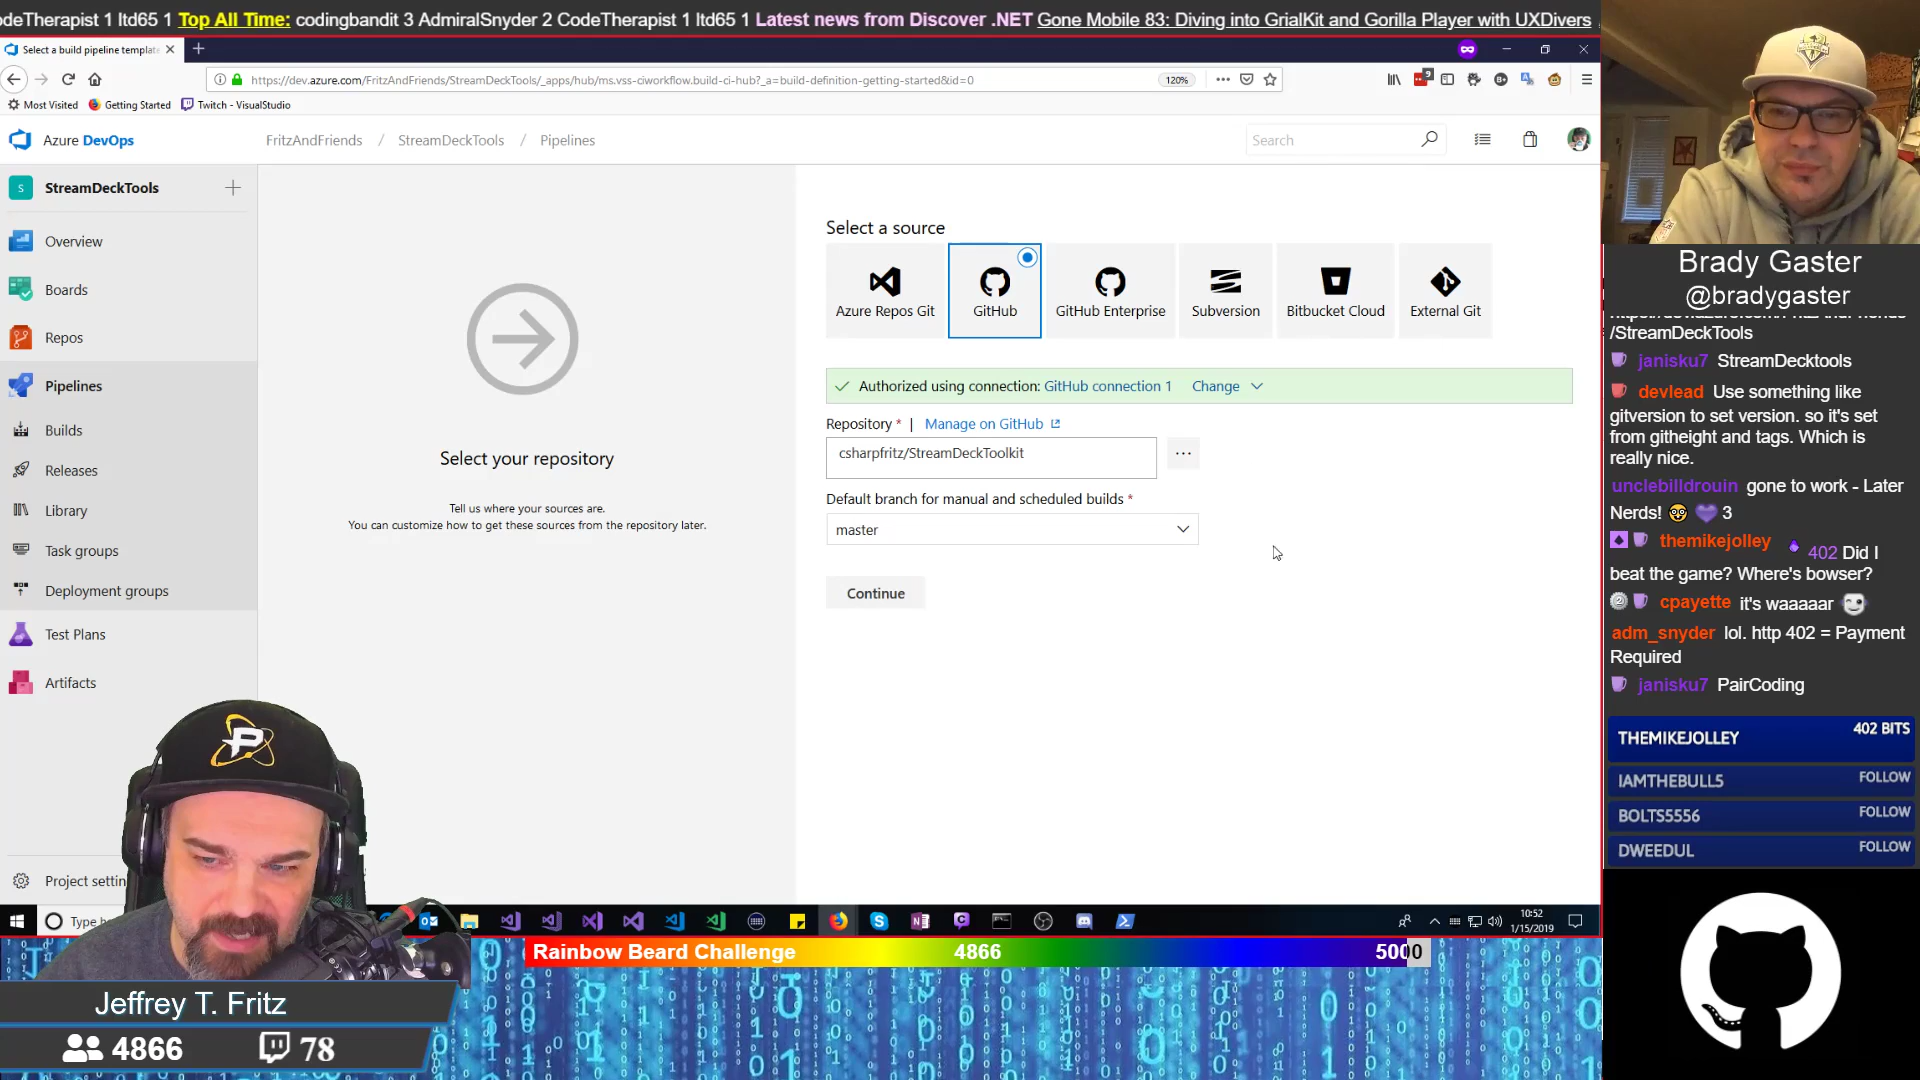 odeTherapist 1 ltd65 1 Top All Time: codingbandit 3 AdmiralSnyder 2 CodeTherapist 1 ltd65 1 Latest news from Discover .NET Gone Mobile 83: Diving into GrialKit and Gorilla Player with UXDivers
Select a build pipeline template
https://dev.azure.com/FritzAndFriends/StreamDeckTools/_apps/hub/ms.vss-ciworkflow.build-ci-hub?_a=build-definition-getting-started&id=0
120%
Most Visited Getting Started Twitch - VisualStudio
Azure DevOps
FritzAndFriends / StreamDeckTools / Pipelines
Search
S StreamDeckTools
Overview
Boards
Repos
Pipelines
Builds
Releases
Library
Task groups
Deployment groups
Test Plans
Artifacts
Project settin
Select your repository
Tell us where your sources are.
You can customize how to get these sources from the repository later.
Select a source
Azure Repos Git
GitHub
GitHub Enterprise
Subversion
Bitbucket Cloud
External Git
Authorized using connection: GitHub connection 1 Change
Repository * | Manage on GitHub
csharpfritz/StreamDeckToolkit
Default branch for manual and scheduled builds *
master
Continue
Type he
10:52
1/15/2019
Brady Gaster
@bradygaster
/StreamDeckTools
janisku7 StreamDecktools
devlead Use something like
gitversion to set version. so it's set
from githeight and tags. Which is
really nice.
unclebilldrouin gone to work - Later
Nerds! 3
themikejolley 402 Did I
beat the game? Where's bowser?
cpayette it's waaaaar
adm_snyder lol. http 402 = Payment
Required
janisku7 PairCoding
THEMIKEJOLLEY 402 BITS
IAMTHEBULL5 FOLLOW
BOLTS5556 FOLLOW
DWEEDUL FOLLOW
Rainbow Beard Challenge 4866 5000
Jeffrey T. Fritz
4866 78